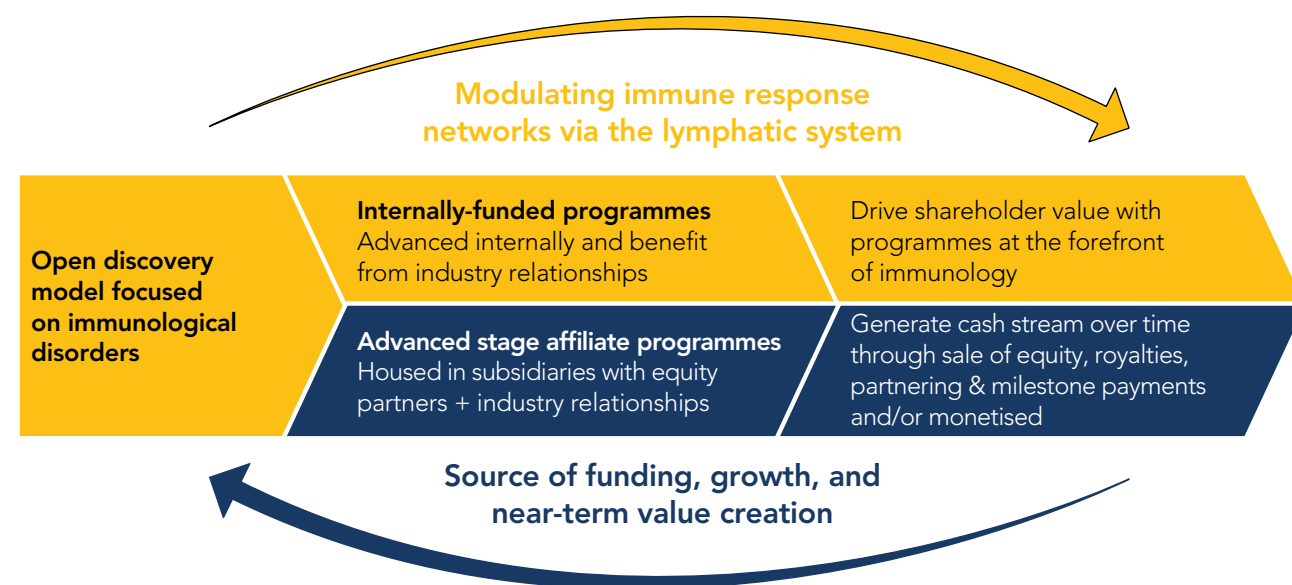 Modulating immune response
networks via the lymphatic system
Open discovery
model focused
on immunological
disorders
Internally-funded programmes
Advanced internally and benefit
from industry relationships
Drive shareholder value with
programmes at the forefront
of immunology
Advanced stage affiliate programmes
Housed in subsidiaries with equity
partners + industry relationships
Generate cash stream over time
through sale of equity, royalties,
partnering & milestone payments
and/or monetised
Source of funding, growth, and
near-term value creation